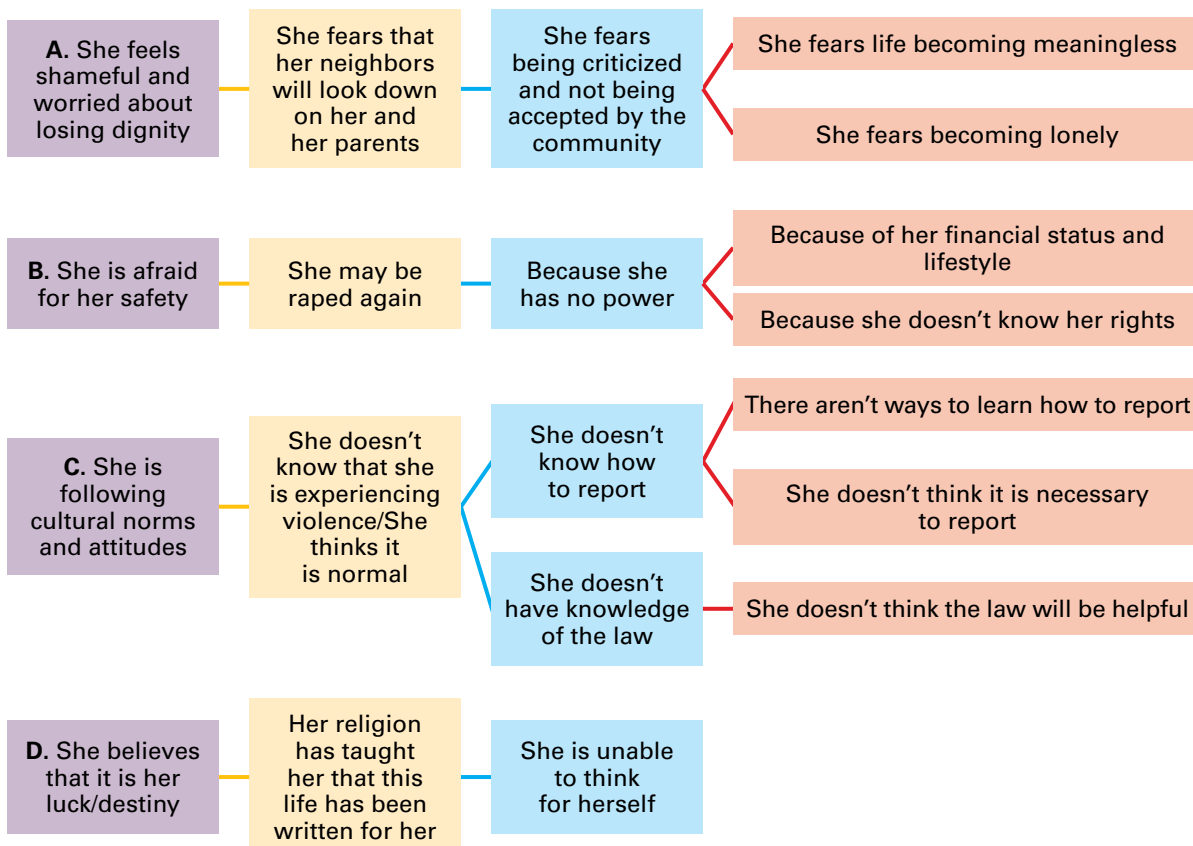 A. She feels
shameful and
worried about
losing dignity
She fears that
her neighbors
will look down
on her and
her parents
She fears
being criticized
and not being
accepted by the
community
She fears life becoming meaningless
She fears becoming lonely
B. She is afraid
for her safety
She may be
raped again
Because she
has no power
Because of her financial status and
lifestyle
Because she doesn’t know her rights
C. She is
following
cultural norms
and attitudes
She doesn’t
know that she
is experiencing
violence/She
thinks it
is normal
She doesn’t
know how
to report
There aren’t ways to learn how to report
She doesn’t think it is necessary
to report
She doesn’t
have knowledge
of the law
She doesn’t think the law will be helpful
D. She believes
that it is her
luck/destiny
Her religion
has taught
her that this
life has been
written for her
She is unable
to think
for herself